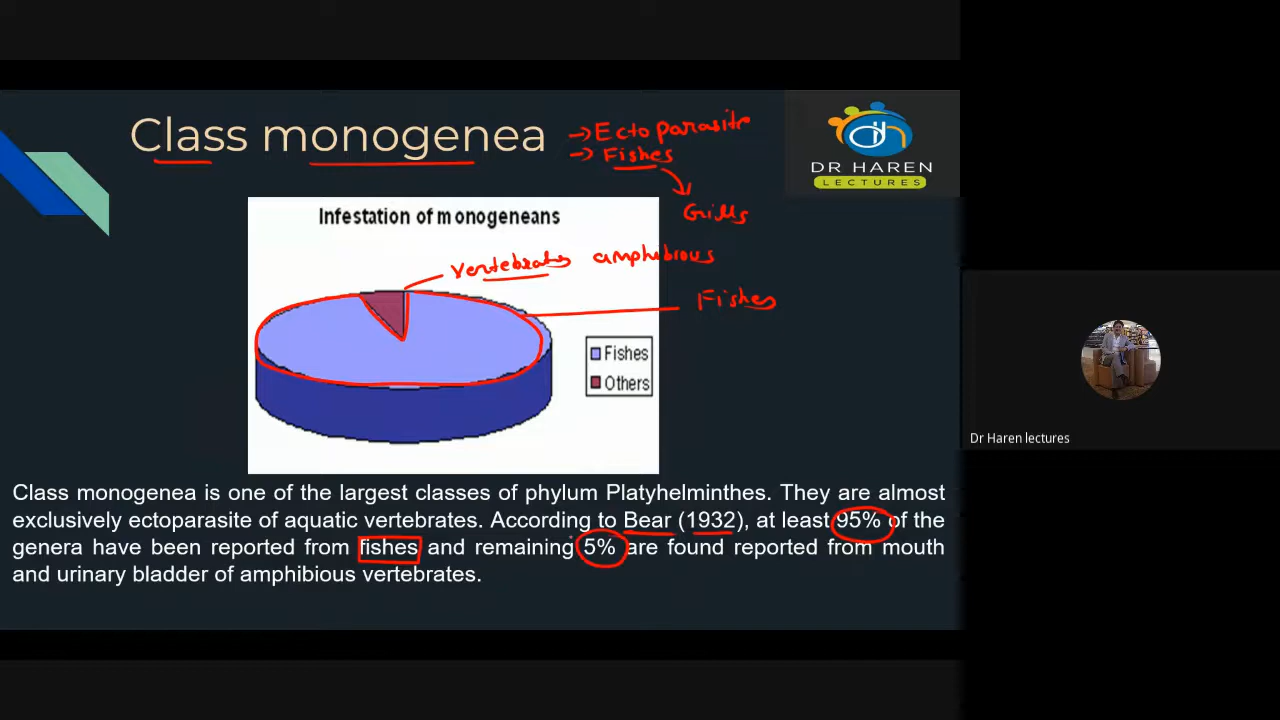 Class monogenea
→ Ecto parasite
→ Fishes
Grills
DR HAREN
LECTURES
Infestation of monogeneans
vertebrates amphibious
Fishes
Fishes
Others
Class monogenea is one of the largest classes of phylum Platyhelminthes. They are almost
exclusively ectoparasite of aquatic vertebrates. According to Bear (1932), at least 95% of the
genera have been reported from fishes and remaining 5% are found reported from mouth
and urinary bladder of amphibious vertebrates.
Dr Haren lectures